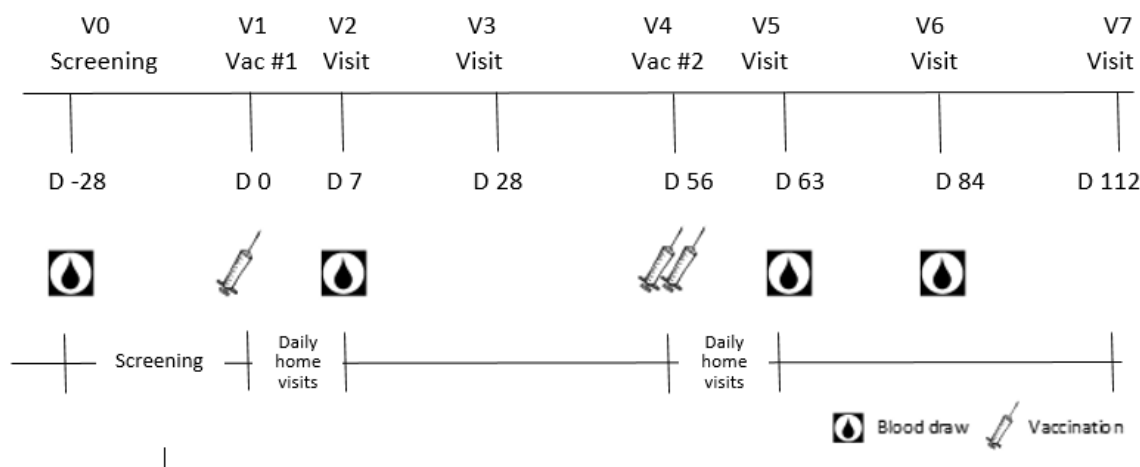 V0 V1 V2 V3 V4 V5 V6 V7
Screening Vac #1 Visit Visit Vac #2 Visit Visit Visit
D -28 D 0 D 7 D 28 D 56 D 63 D 84 D 112
Screening
Daily
home
visits
Daily
home
visits
Blood draw Vaccination